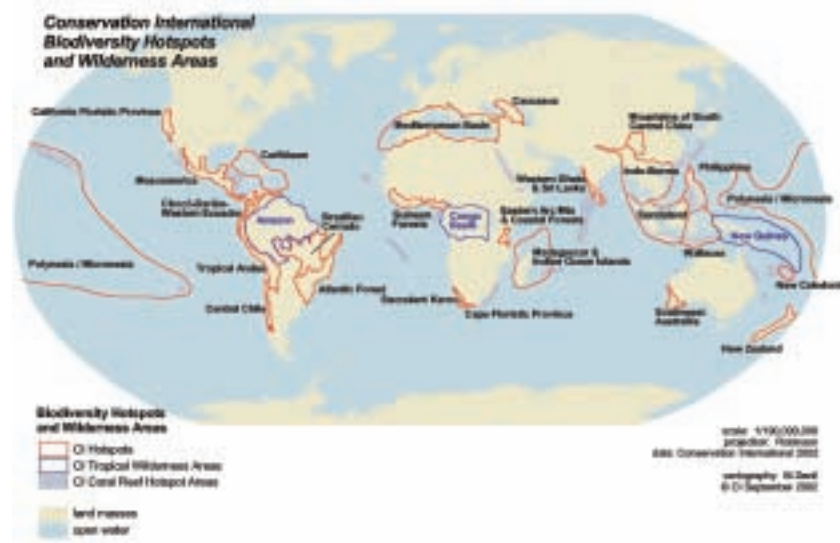 Conservation International
Biodiversity Hotspots
and Wilderness Areas
California Floristic Province
Caucasus
Mediterranean Basin
Mountains of South
Central China
Caribbean
Mesoamerica
Western Ghats
& Sri Lanka
Indo-Burma
Philippines
Western Ecuador
Amazon
Brazilian
Cerrado
Guinean
Forests
Congo
Basin
Eastern Arc Mts.
& Coastal Forests
Sundaland
Polynesia / Micronesia
New Guinea
Wallacea
Polynesia / Micronesia
Tropical Andes
Madagascar &
Indian Ocean Islands
Atlantic Forest
Succulent Karoo
Central Chile
Cape Floristic Province
Southwest
Australia
New Caledonia
New Zealand
Biodiversity Hotspots
and Wilderness Areas
CI Hotspots
CI Tropical Wilderness Areas
CI Coral Reef Hotspot Areas
land masses
open water
projection: Robinson
data: Conservation International 2002
cartography:
© CI September 2002